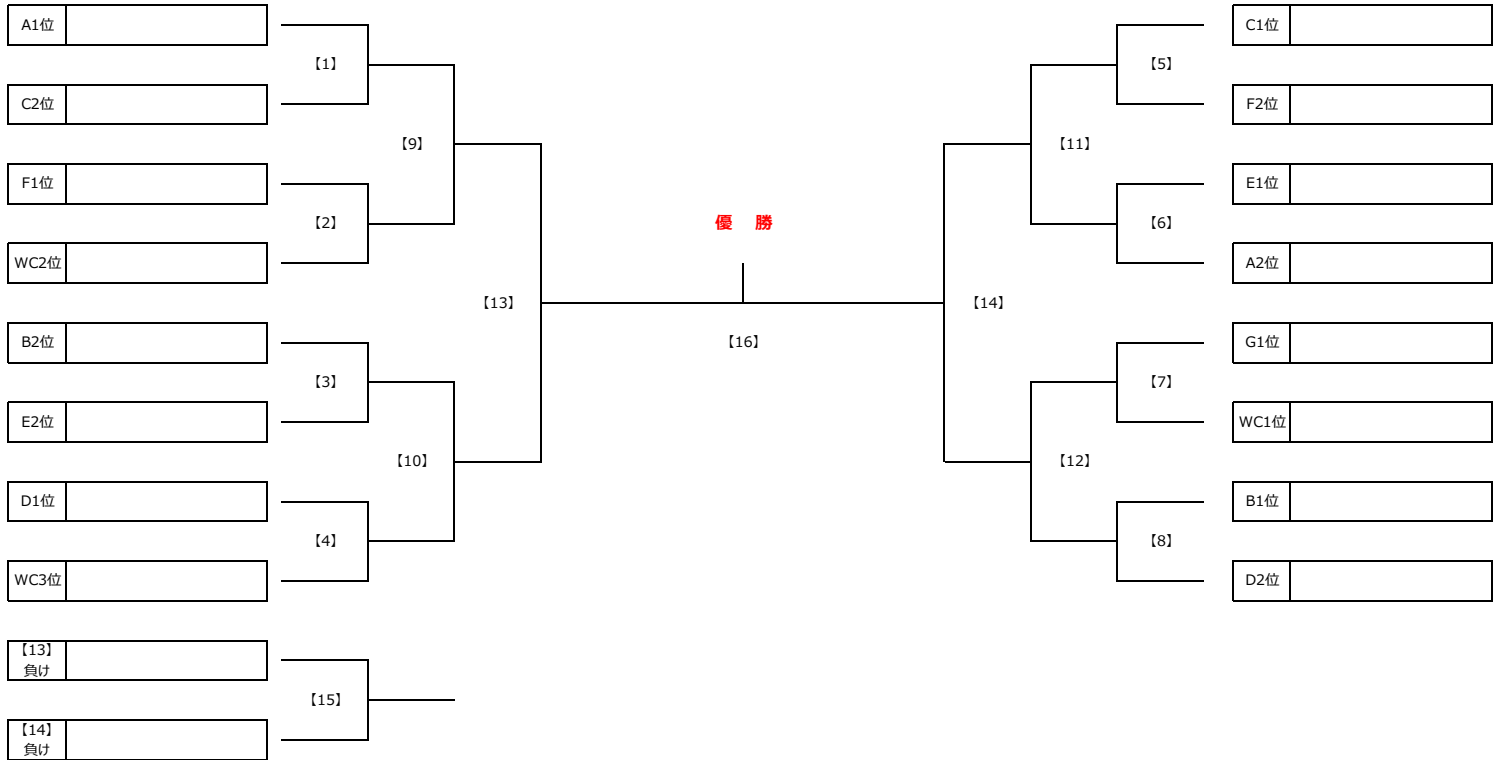 A1位
【1】
C2位
【9】
F1位
【2】
WC2位
【13】
B2位
【3】
E2位
【10】
D1位
【4】
WC3位
【13】
負け
【15】
【14】
負け
優 勝
【16】
C1位
【5】
F2位
【11】
E1位
【6】
A2位
【14】
G1位
【7】
WC1位
【12】
B1位
【8】
D2位